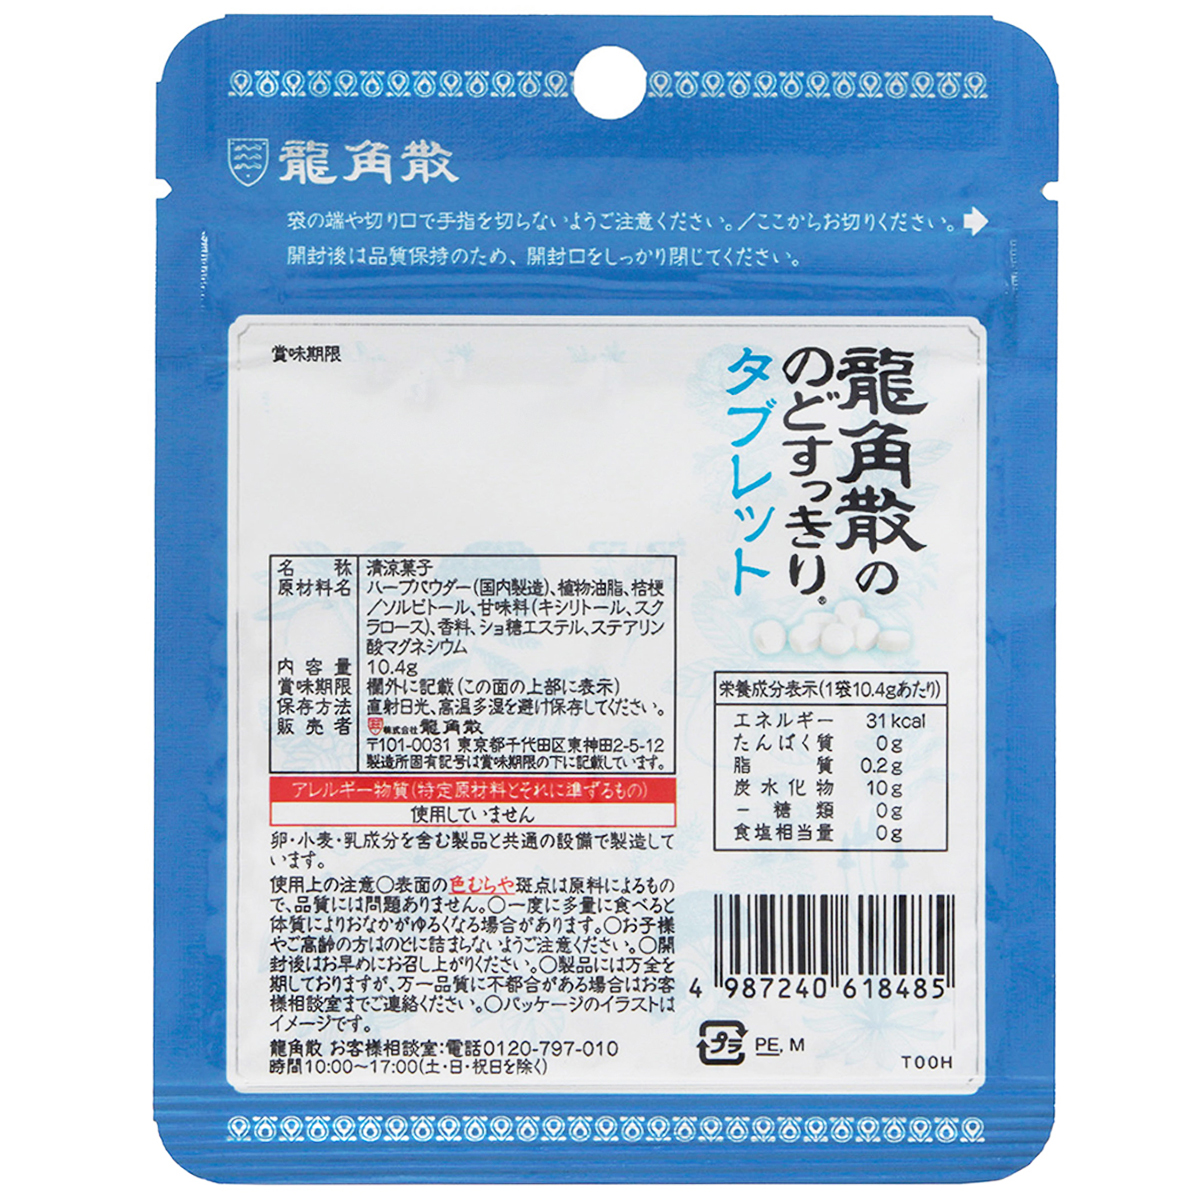 龍角散
袋の端や切り口で手指を切らないようご注意ください。／ここからお切りください。
開封後は品質保持のため、開封口をしっかり閉じてください。
賞味期限
龍角散の
のどすっきり®
タブレット
名称 清涼菓子
原材料名 ハーブパウダー(国内製造)、植物油脂、桔梗
／ソルビトール、甘味料(キシリトール、スク
ラロース)、香料、ショ糖エステル、ステアリン
酸マグネシウム
内容量 10.4g
賞味期限 欄外に記載(この面の上部に表示)
保存方法 直射日光、高温多湿を避け保存してください。
販売者 株式会社龍角散
〒101-0031 東京都千代田区東神田2-5-12
製造所固有記号は賞味期限の下に記載しています。
アレルギー物質(特定原材料とそれに準ずるもの)
使用していません
卵・小麦・乳成分を含む製品と共通の設備で製造して
います。
使用上の注意○表面の色むらや斑点は原料によるもの
で、品質には問題ありません。○一度に多量に食べると
体質によりおなかがゆるくなる場合があります。○お子様
やご高齢の方はのどに詰まらないようご注意ください。○開
封後はお早めにお召し上がりください。○製品には万全を
期しておりますが、万一品質に不都合がある場合はお客
様相談室までご連絡ください。○パッケージのイラストは
イメージです。
龍角散 お客様相談室:電話0120-797-010
時間10:00〜17:00(土・日・祝日を除く)
栄養成分表示(1袋10.4gあたり)
エネルギー 31kcal
たんぱく質 0g
脂質 0.2g
炭水化物 10g
－糖類 0g
食塩相当量 0g
4 987240 618485
プラ PE, M
T00H